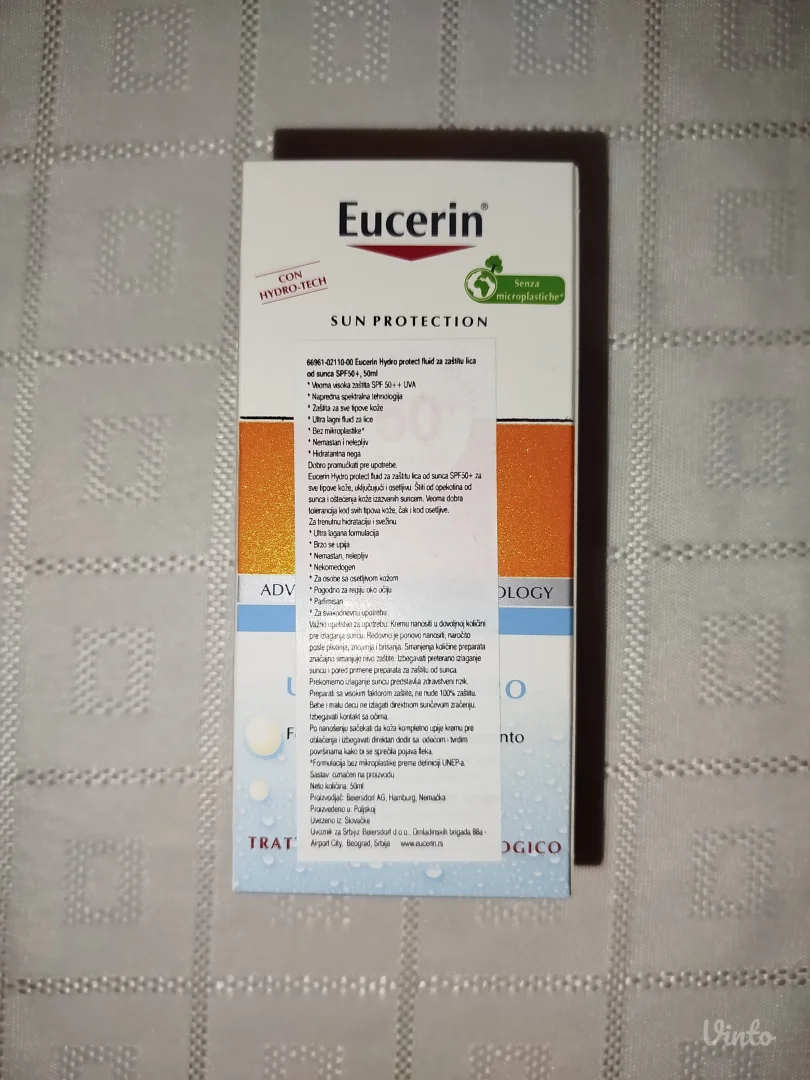 Eucerin®
CON
HYDRO-TECH
Senza
microplastiche*
SUN PROTECTION
66961-02110-00 Eucerin Hydro protect fluid za zaštitu lica
od sunca SPF50+, 50ml
* Veoma visoka zaštita SPF 50++ UVA
* Napredna spektralna tehnologija
* Zaštita za sve tipove kože
* Ultra lagni fluid za lice
* Bez mikroplastike*
* Nemastan i nelepljiv
* Hidratantna nega
Dobro promućkati pre upotrebe.
Eucerin Hydro protect fluid za zaštitu lica od sunca SPF50+ za
sve tipove kože, uključujući i osetljivu. Štiti od opekotina od
sunca i oštećenja kože izazvanih suncem. Veoma dobra
tolerancija kod svih tipova kože, čak i kod osetljive.
Za trenutnu hidrataciju i svežinu.
* Ultra lagana formulacija
* Brzo se upija
* Nemastan, nelepljiv
* Nekomedogen
* Za osobe sa osetljivom kožom
* Pogodno za regiju oko očiju
* Parfimisan
* Za svakodnevnu upotrebu
Važno uputstvo za upotrebu: Kremu nanositi u dovoljnoj količini
pre izlaganja suncu. Redovno je ponovo nanositi, naročito
posle plivanja, znojenja i brisanja. Smanjenja količine preparata
značajno smanjuje nivo zaštite. Izbegavati preterano izlaganje
suncu i pored primene preparata za zaštitu od sunca.
Prekomerno izlaganje suncu predstavlja zdravstveni rizik.
Preparati sa visokim faktorom zaštite, ne nude 100% zaštitu.
Bebe i malu decu ne izlagati direktnom sunčevom zračenju.
Izbegavati kontakt sa očima.
Po nanošenju sačekati da koža kompletno upije kremu pre
oblačenja i izbegavati direktan dodir sa odećom i tvrdim
površinama kako bi se sprečila pojava fleka.
*Formulacija bez mikroplastike prema definiciji UNEP-a.
Sastav: označen na proizvodu
Neto količina: 50ml
Proizvodjač: Beiersdorf AG, Hamburg, Nemačka
Proizvedeno u: Poljskoj
Uvezeno iz: Slovačke
Uvoznik za Srbiju: Beiersdorf d.o.o., Omladinskih brigada 88a -
Airport City, Beograd, Srbija www.eucerin.rs
ADV OLOGY
U RO
F nto
TRAT OGICO
Vinto